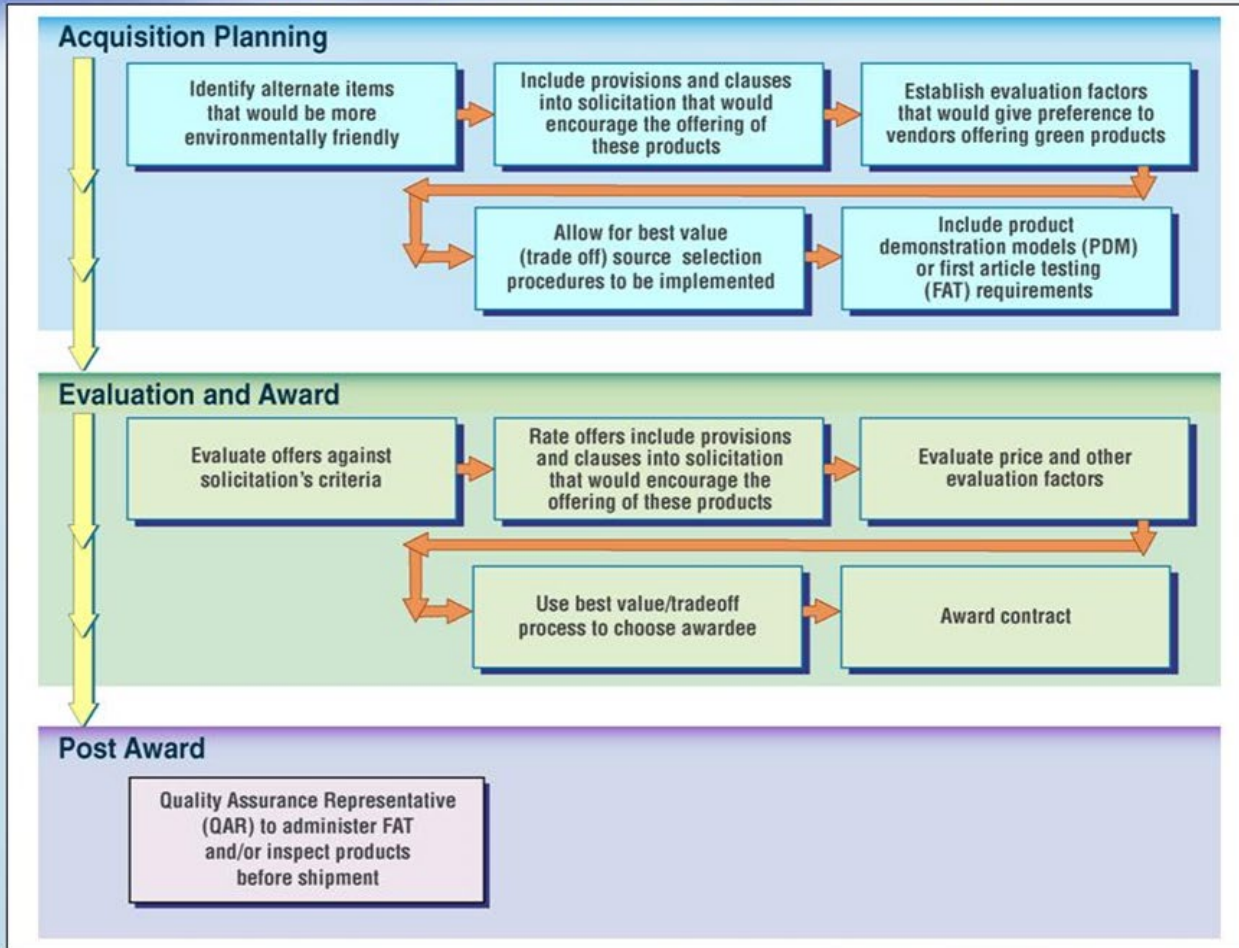 Acquisition Planning
Identify alternate items
that would be more
environmentally friendly
Include provisions and clauses
into solicitation that would
encourage the offering of
these products
Establish evaluation factors
that would give preference to
vendors offering green products
Allow for best value
(trade off) source selection
procedures to be implemented
Include product
demonstration models (PDM)
or first article testing
(FAT) requirements
Evaluation and Award
Evaluate offers against
solicitation's criteria
Rate offers include provisions
and clauses into solicitation
that would encourage the
offering of these products
Evaluate price and other
evaluation factors
Use best value/tradeoff
process to choose awardee
Award contract
Post Award
Quality Assurance Representative
(QAR) to administer FAT
and/or inspect products
before shipment